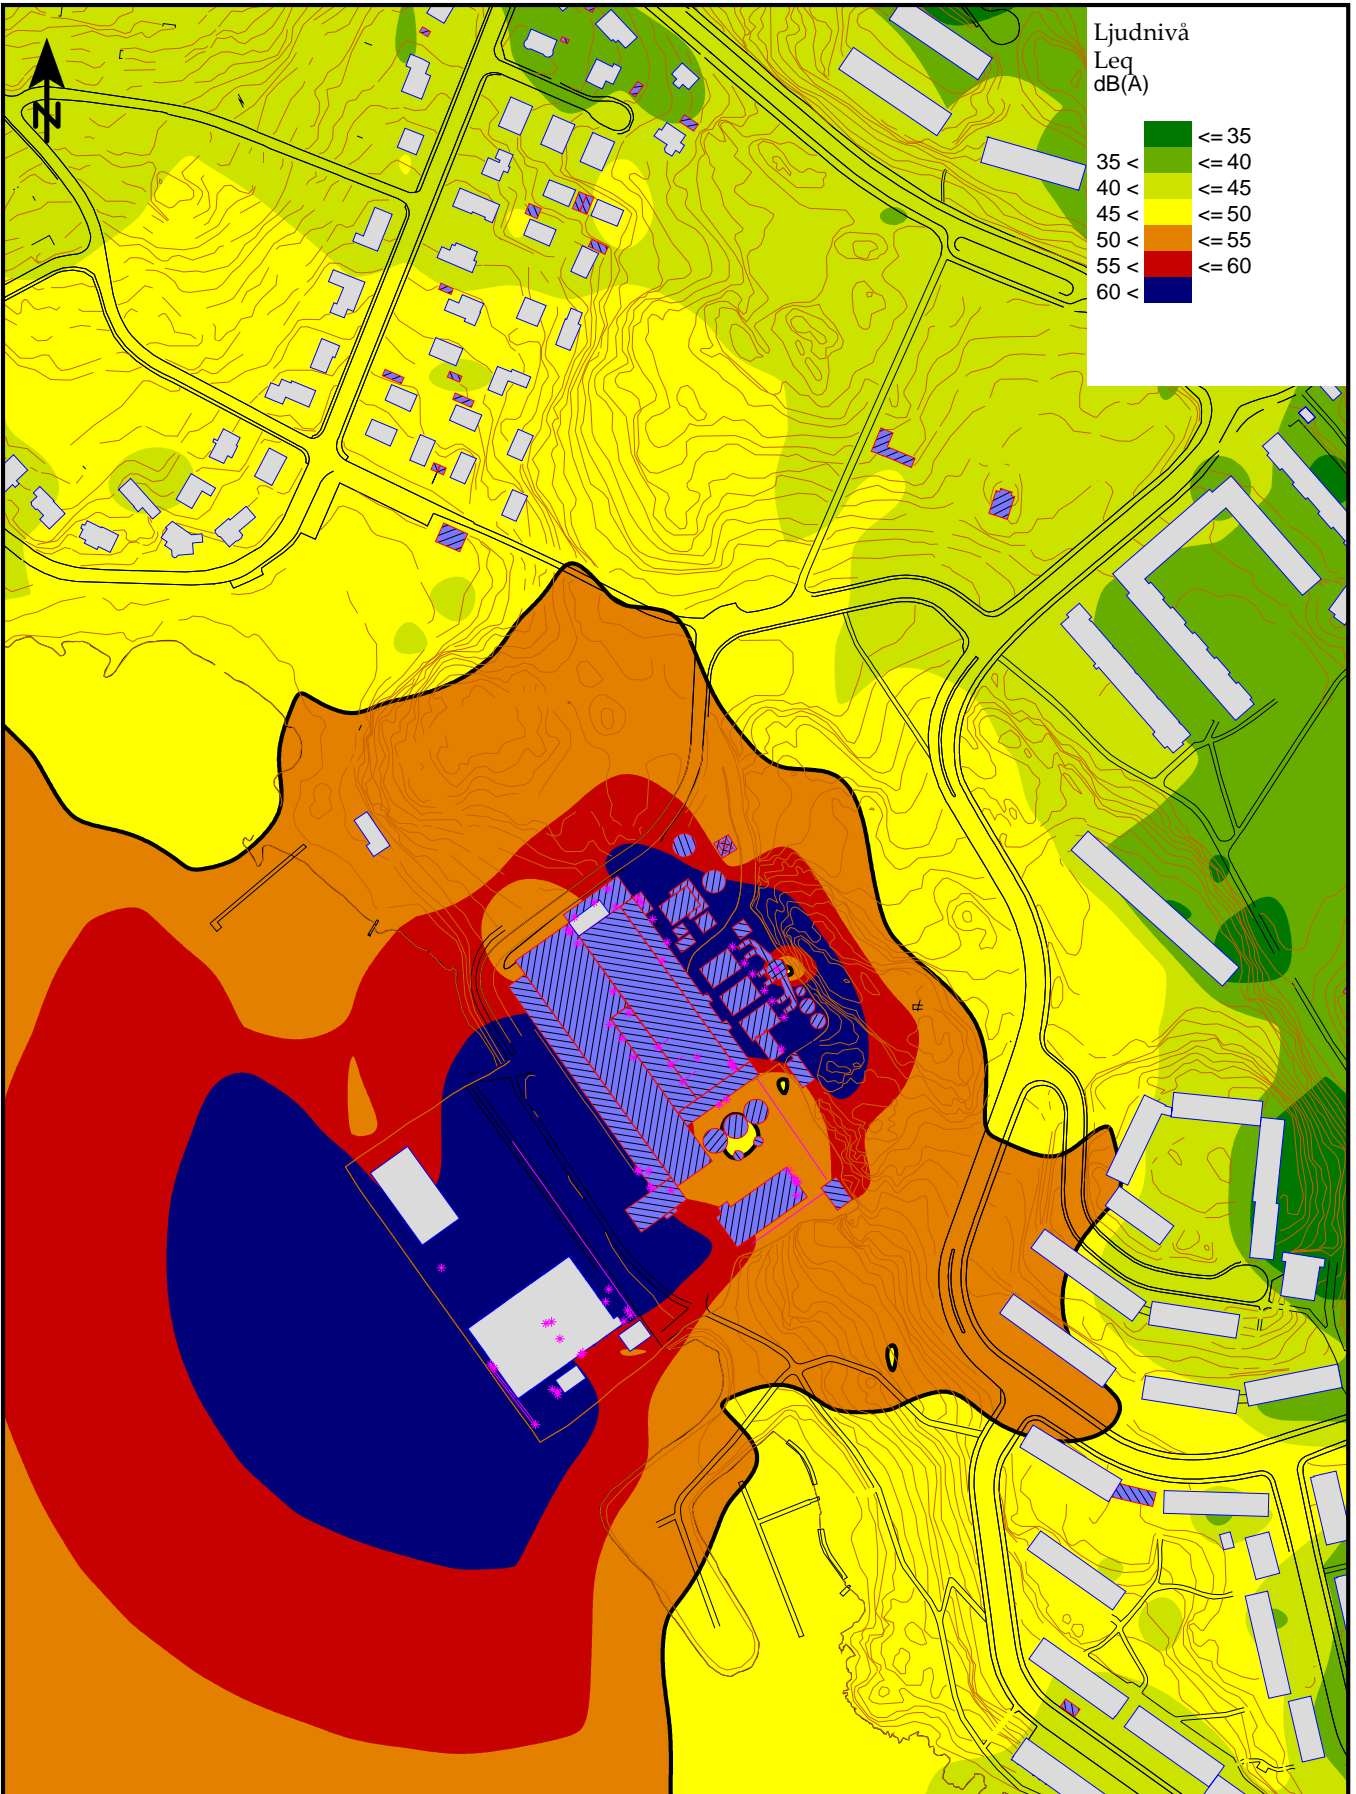 N
Ljudnivå
Leq
dB(A)
<= 35
35 < <= 40
40 < <= 45
45 < <= 50
50 < <= 55
55 < <= 60
60 <